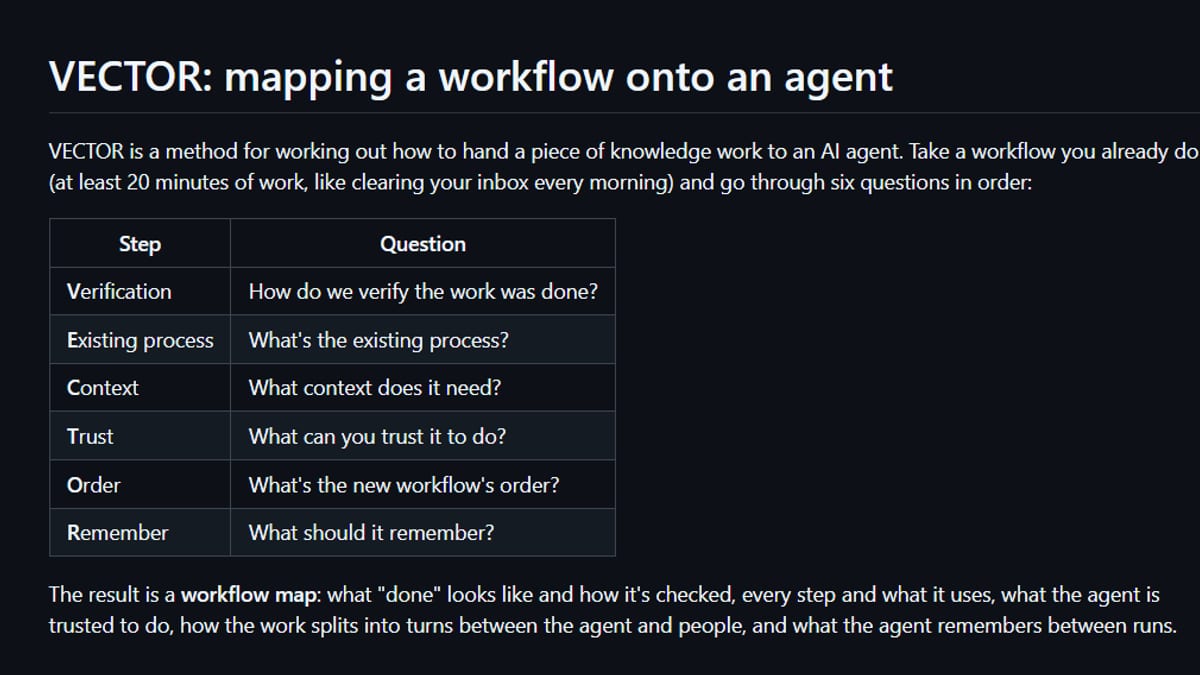 VECTOR: mapping a workflow onto an agent
VECTOR is a method for working out how to hand a piece of knowledge work to an AI agent. Take a workflow you already do
(at least 20 minutes of work, like clearing your inbox every morning) and go through six questions in order:
Step Question
Verification How do we verify the work was done?
Existing process What's the existing process?
Context What context does it need?
Trust What can you trust it to do?
Order What's the new workflow's order?
Remember What should it remember?
The result is a workflow map: what "done" looks like and how it's checked, every step and what it uses, what the agent is
trusted to do, how the work splits into turns between the agent and people, and what the agent remembers between runs.